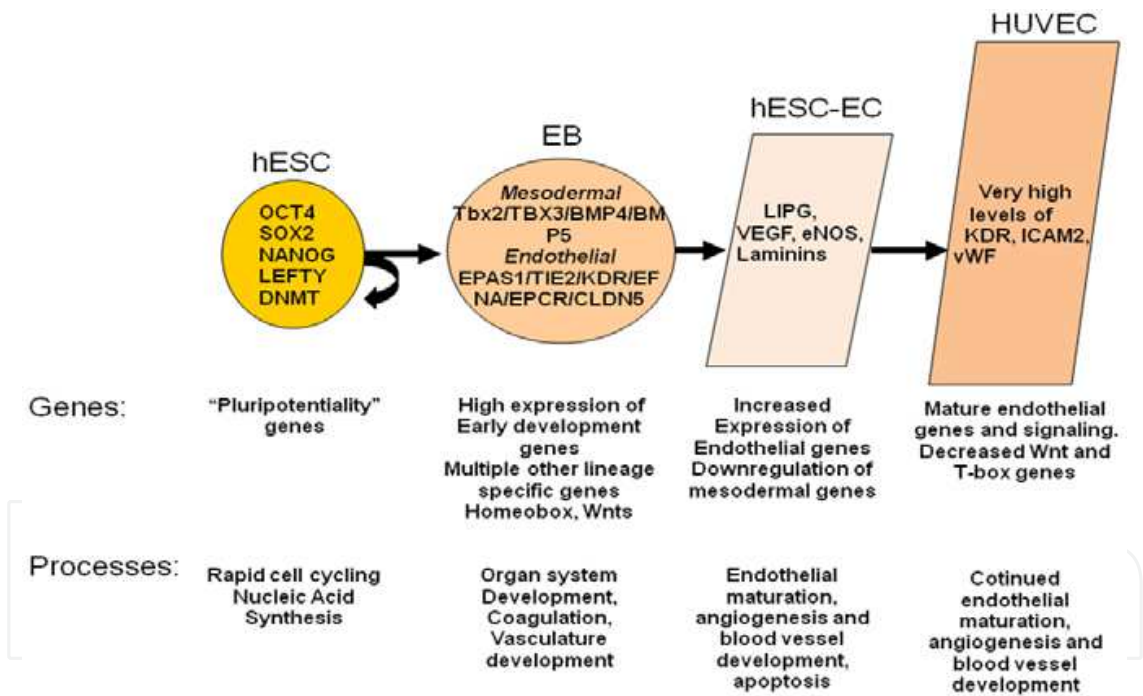 hESC
OCT4
SOX2
NANOG
LEFTY
DNMT
EB
Mesodermal
Tbx2/TBX3/BMP4/BM
P5
Endothelial
EPAS1/TIE2/KDR/EF
NA/EPCR/CLDN5
hESC-EC
LIPG,
VEGF, eNOS,
Laminins
HUVEC
Very high
levels of
KDR, ICAM2,
vWF
Genes:
“Pluripotentiality”
genes
High expression of
Early development
genes
Multiple other lineage
specific genes
Homeobox, Wnts
Increased
Expression of
Endothelial genes
Downregulation of
mesodermal genes
Mature endothelial
genes and signaling.
Decreased Wnt and
T-box genes
Processes:
Rapid cell cycling
Nucleic Acid
Synthesis
Organ system
Development,
Coagulation,
Vasculature
development
Endothelial
maturation,
angiogenesis and
blood vessel
development,
apoptosis
Cotinued
endothelial
maturation,
angiogenesis and
blood vessel
development